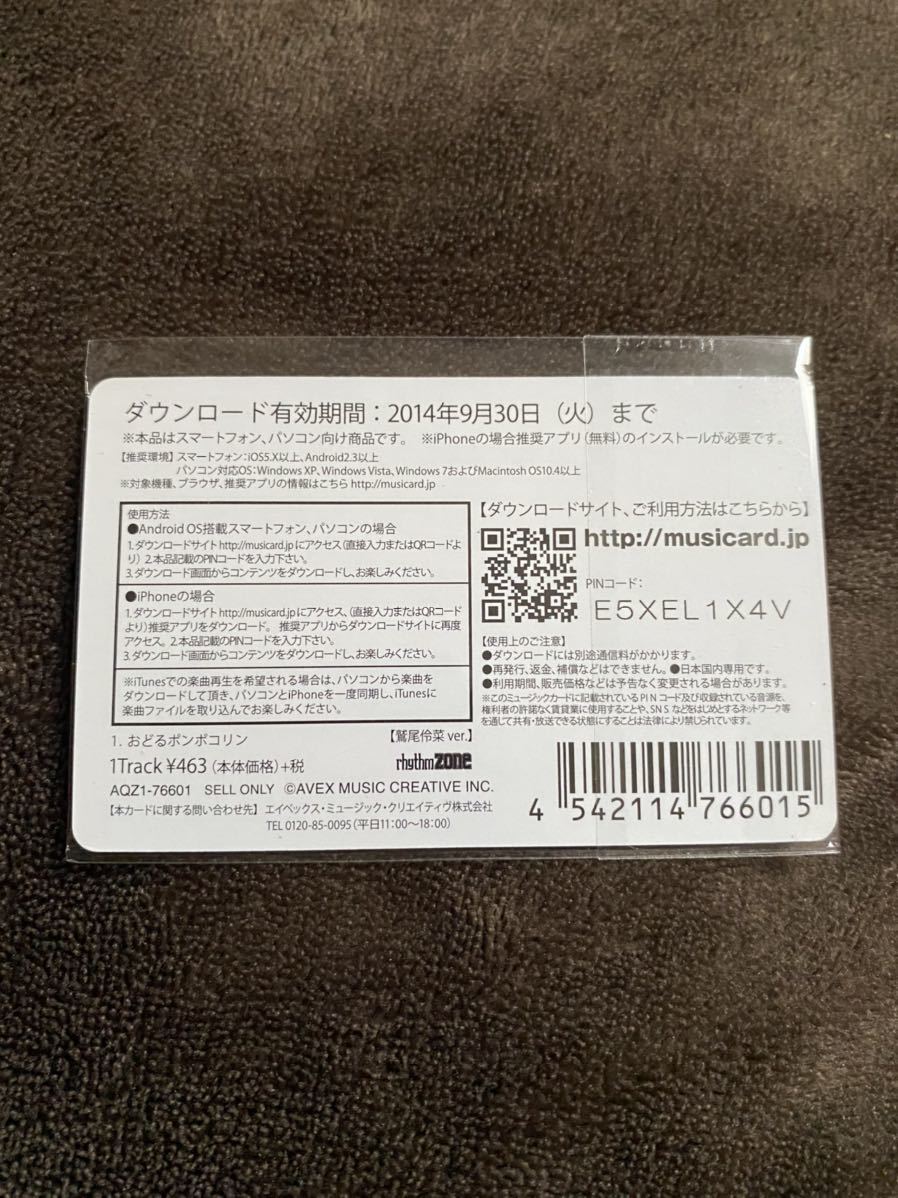 ダウンロード有効期間：2014年9月30日（火）まで
※本品はスマートフォン、パソコン向け商品です。 ※iPhoneの場合推奨アプリ（無料）のインストールが必要です。
【推奨環境】スマートフォン：iOS5.X以上、Android2.3以上
パソコン対応OS：Windows XP、Windows Vista、Windows 7およびMacintosh OS10.4以上
※対象機種、ブラウザ、推奨アプリの情報はこちら http://musicard.jp
使用方法
●Android OS搭載スマートフォン、パソコンの場合
1.ダウンロードサイト http://musicard.jpにアクセス（直接入力またはQRコードよ
り） 2.本品記載のPINコードを入力下さい。
3.ダウンロード画面からコンテンツをダウンロードし、お楽しみください。
●iPhoneの場合
1.ダウンロードサイト http://musicard.jpにアクセス、（直接入力またはQRコード
より）推奨アプリをダウンロード。 推奨アプリからダウンロードサイトに再度
アクセス。2.本品記載のPINコードを入力下さい。
3.ダウンロード画面からコンテンツをダウンロードし、お楽しみください。
※iTunesでの楽曲再生を希望される場合は、パソコンから楽曲を
ダウンロードして頂き、パソコンとiPhoneを一度同期し、iTunesに
楽曲ファイルを取り込んでお楽しみください。
【ダウンロードサイト、ご利用方法はこちらから】
http://musicard.jp
PINコード：
E5XEL1X4V
【使用上のご注意】
●ダウンロードには別途通信料がかかります。
●再発行、返金、補償などはできません。●日本国内専用です。
●利用期間、販売価格などは予告なく変更される場合があります。
※このミュージックカードに記載されているPINコード及び収録されている音源を、
権利者の許諾なく賃貸業に使用することや、SNSなどをはじめとするネットワーク等
を通して共有・放送できる状態にすることは法律により禁じられています。
1. おどるポンポコリン 【鷲尾伶菜 ver.】
1Track ¥463（本体価格）+税 rhythm ZONE
AQZ1-76601 SELL ONLY ©AVEX MUSIC CREATIVE INC.
【本カードに関する問い合わせ先】 エイベックス・ミュージック・クリエイティヴ株式会社
TEL 0120-85-0095（平日11:00～18:00）
4 542114 766015